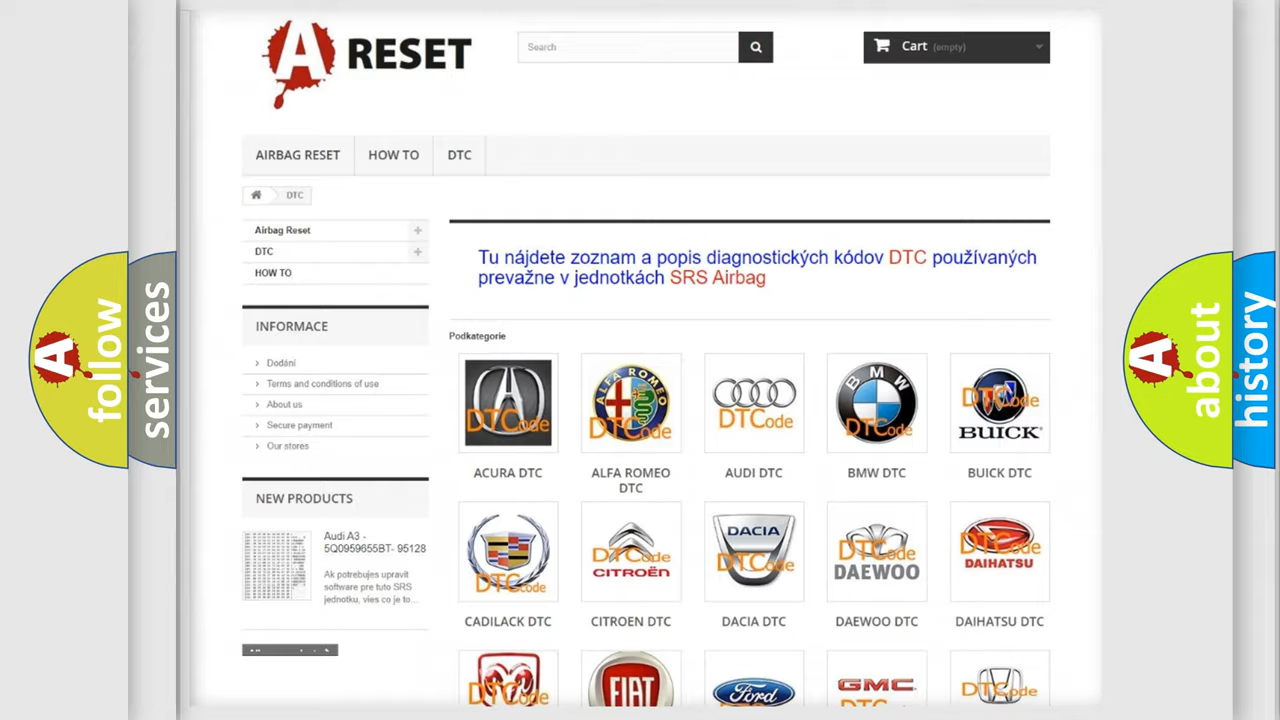 A RESET
Search
Cart (empty)
AIRBAG RESET
HOW TO
DTC
DTC
Airbag Reset
DTC
HOW TO
Tu nájdete zoznam a popis diagnostických kódov DTC používaných
prevažne v jednotkách SRS Airbag
INFORMACE
Dodání
Terms and conditions of use
About us
Secure payment
Our stores
NEW PRODUCTS
Audi A3 -
5Q0959655BT- 95128
Ak potrebujes upravit
software pre tuto SRS
jednotku, vies co je to...
Podkategorie
DTCode
ALFA ROMEO
DTCode
DTCode
BMW
DTCode
DTCode
BUICK
ACURA DTC
ALFA ROMEO
DTC
AUDI DTC
BMW DTC
BUICK DTC
DTCode
DTCode
CITROËN
DACIA
DTCode
DTCode
DAEWOO
DTCode
DAIHATSU
CADILACK DTC
CITROEN DTC
DACIA DTC
DAEWOO DTC
DAIHATSU DTC
DTCode
FIAT
Ford
GMC
DTCode
A follow
services
A about
history